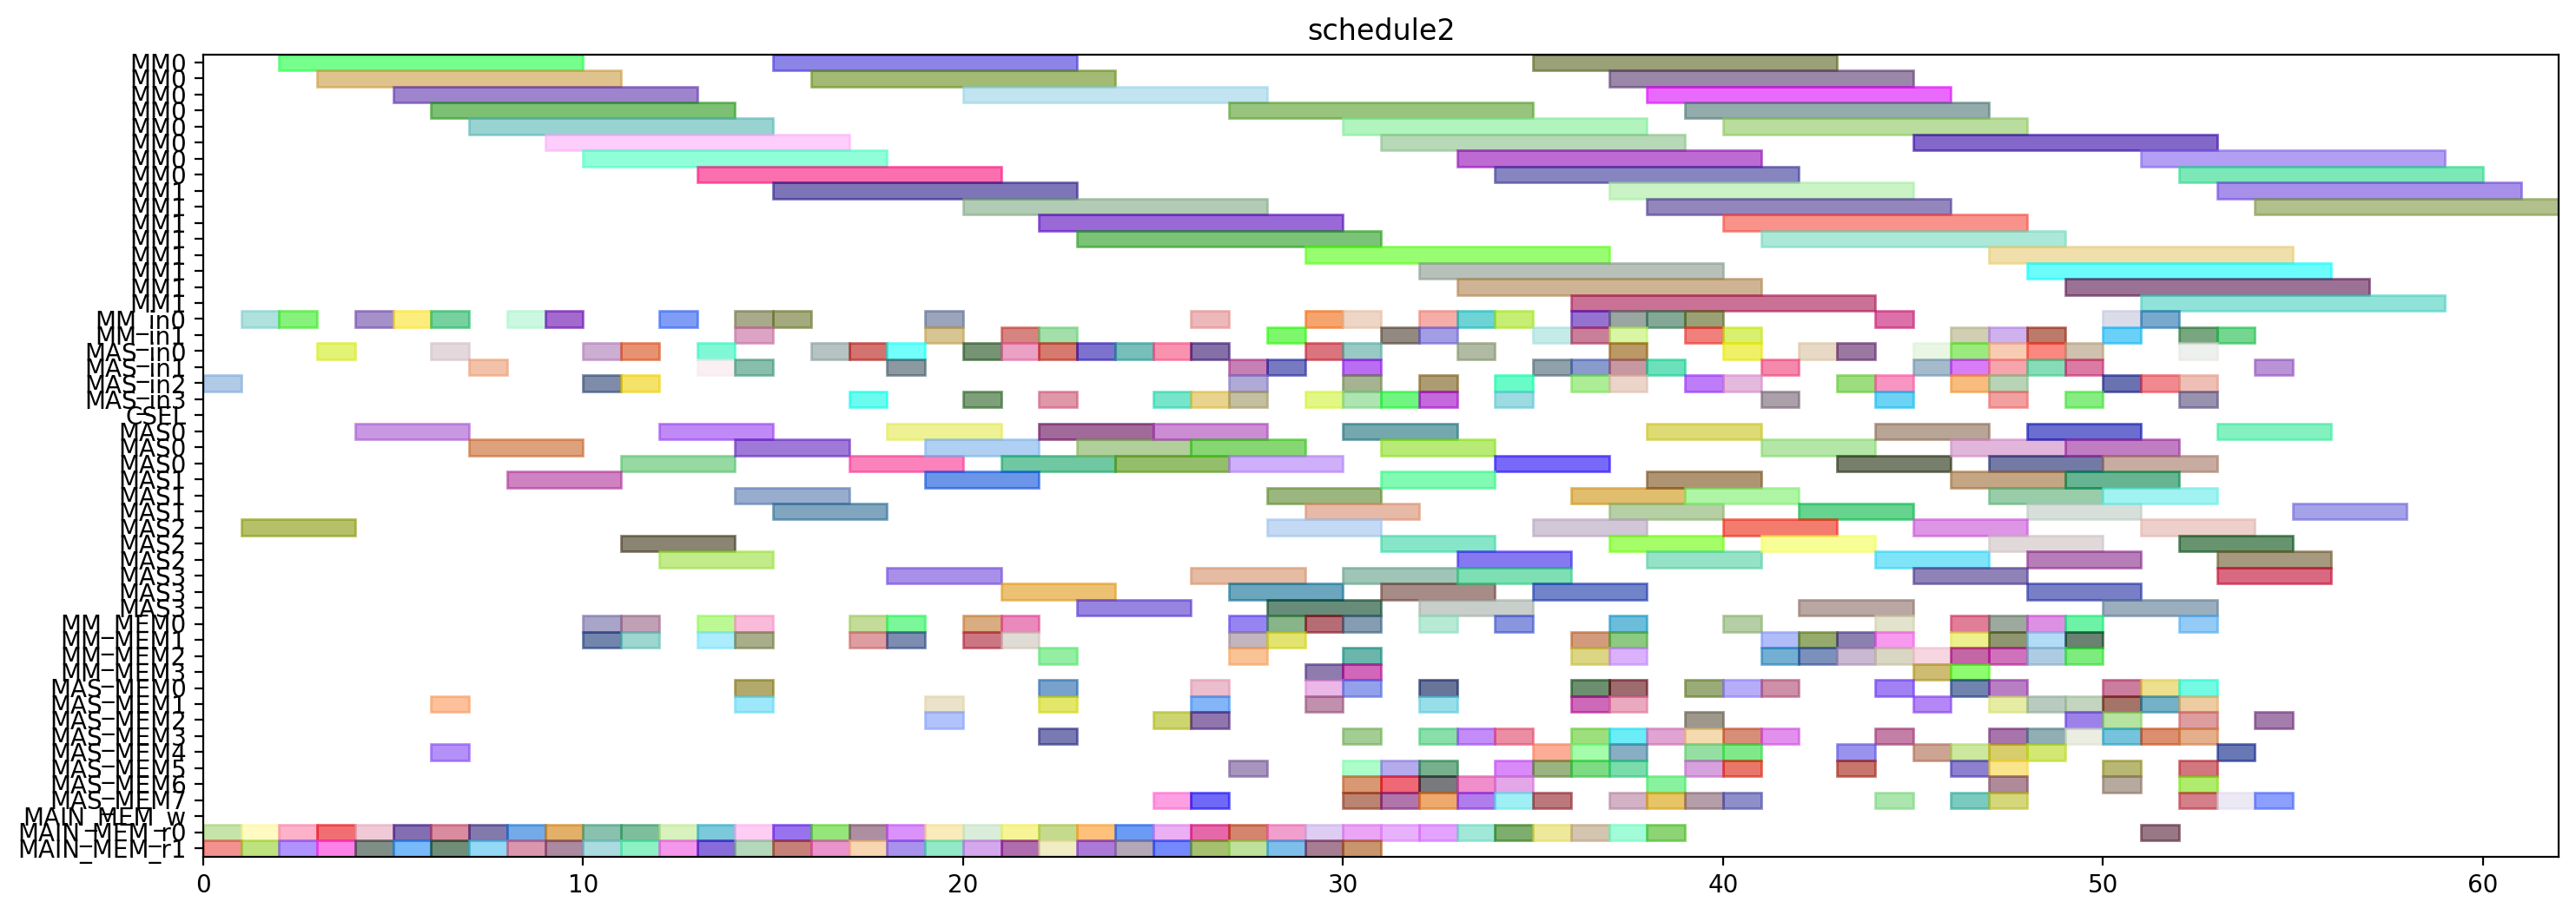 schedule2
MM0
MM0
MM0
MM0
MM0
MM0
MM0
MM0
MM1
MM1
MM1
MM1
MM1
MM1
MM1
MM1
MM_in0
MM_in1
MAS_in0
MAS_in1
MAS_in2
MAS_in3
CSEL
MAS0
MAS0
MAS0
MAS1
MAS1
MAS1
MAS2
MAS2
MAS2
MAS3
MAS3
MAS3
MM_MEM0
MM_MEM1
MM_MEM2
MM_MEM3
MAS_MEM0
MAS_MEM1
MAS_MEM2
MAS_MEM3
MAS_MEM4
MAS_MEM5
MAS_MEM6
MAS_MEM7
MAIN_MEM_w
MAIN_MEM_r0
MAIN_MEM_r1
0 10 20 30 40 50 60